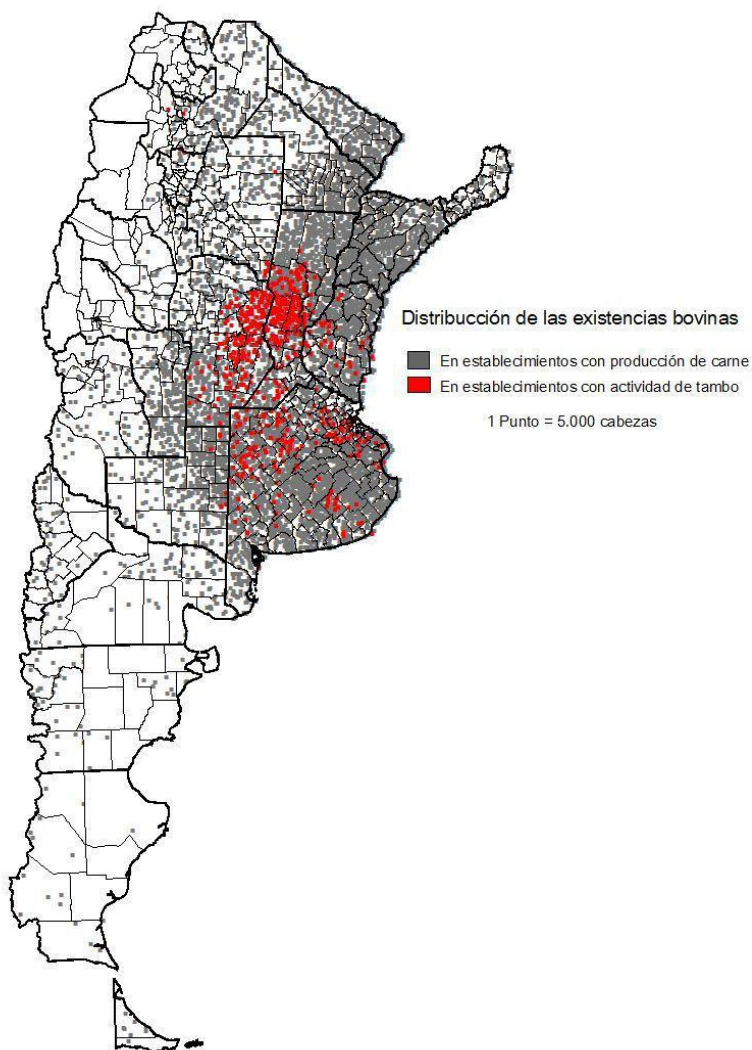 Distribucción de las existencias bovinas
En establecimientos con producción de carne
En establecimientos con actividad de tambo
1 Punto = 5.000 cabezas